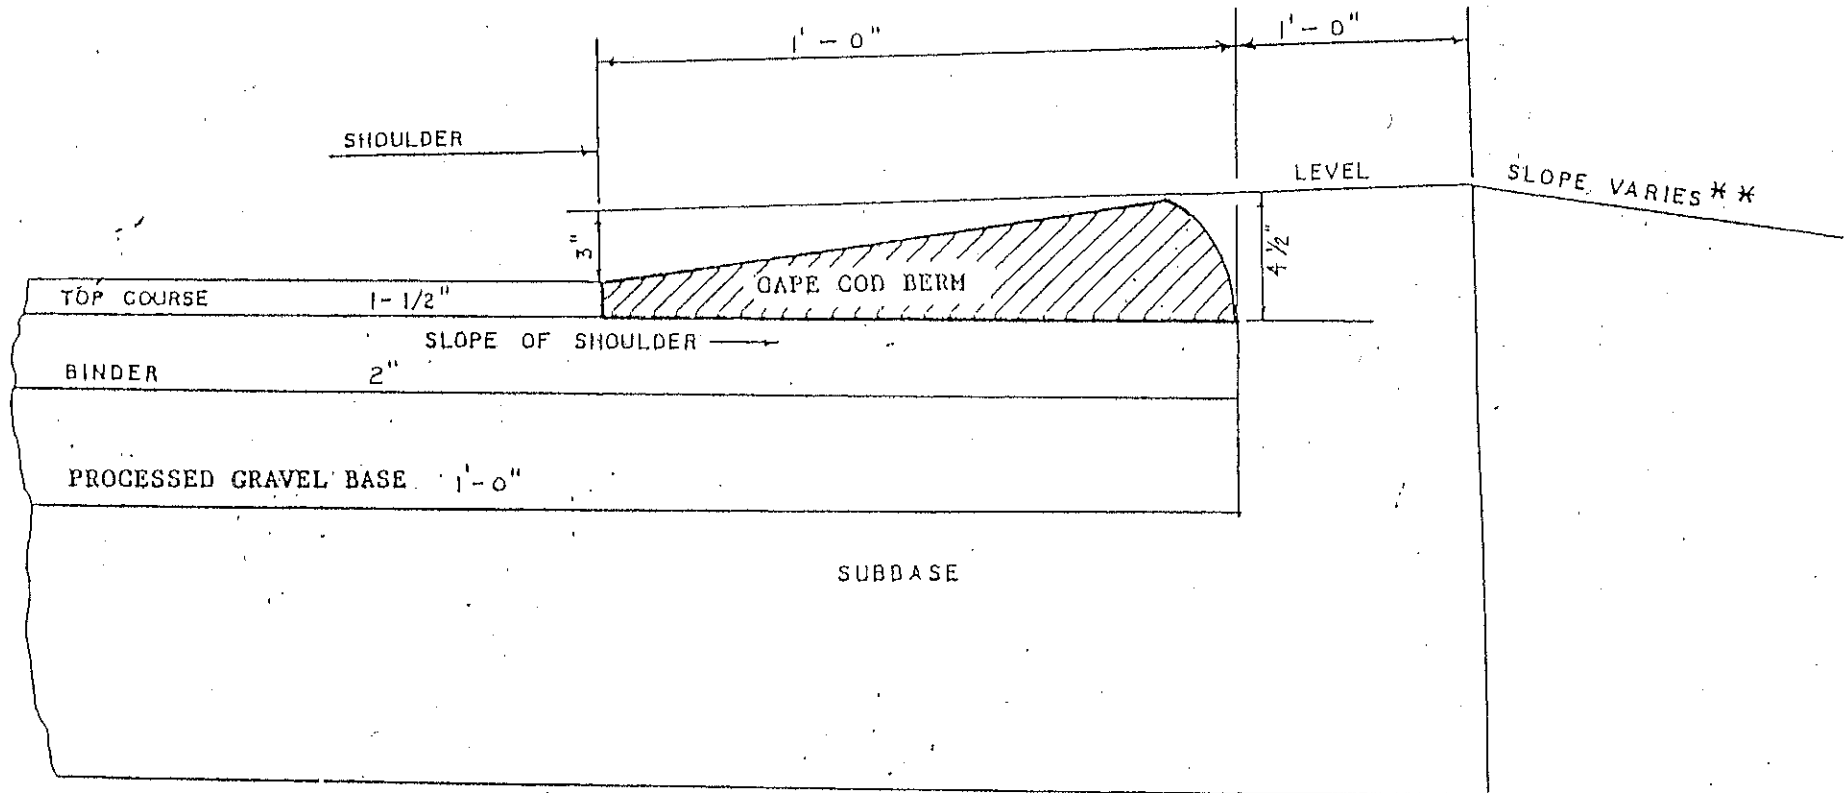 1'-0" 1'-0"
SHOULDER
LEVEL
SLOPE VARIES **
3"
4 1/2"
CAPE COD BERM
TOP COURSE 1-1/2"
SLOPE OF SHOULDER
BINDER 2"
PROCESSED GRAVEL BASE 1'-0"
SUBBASE